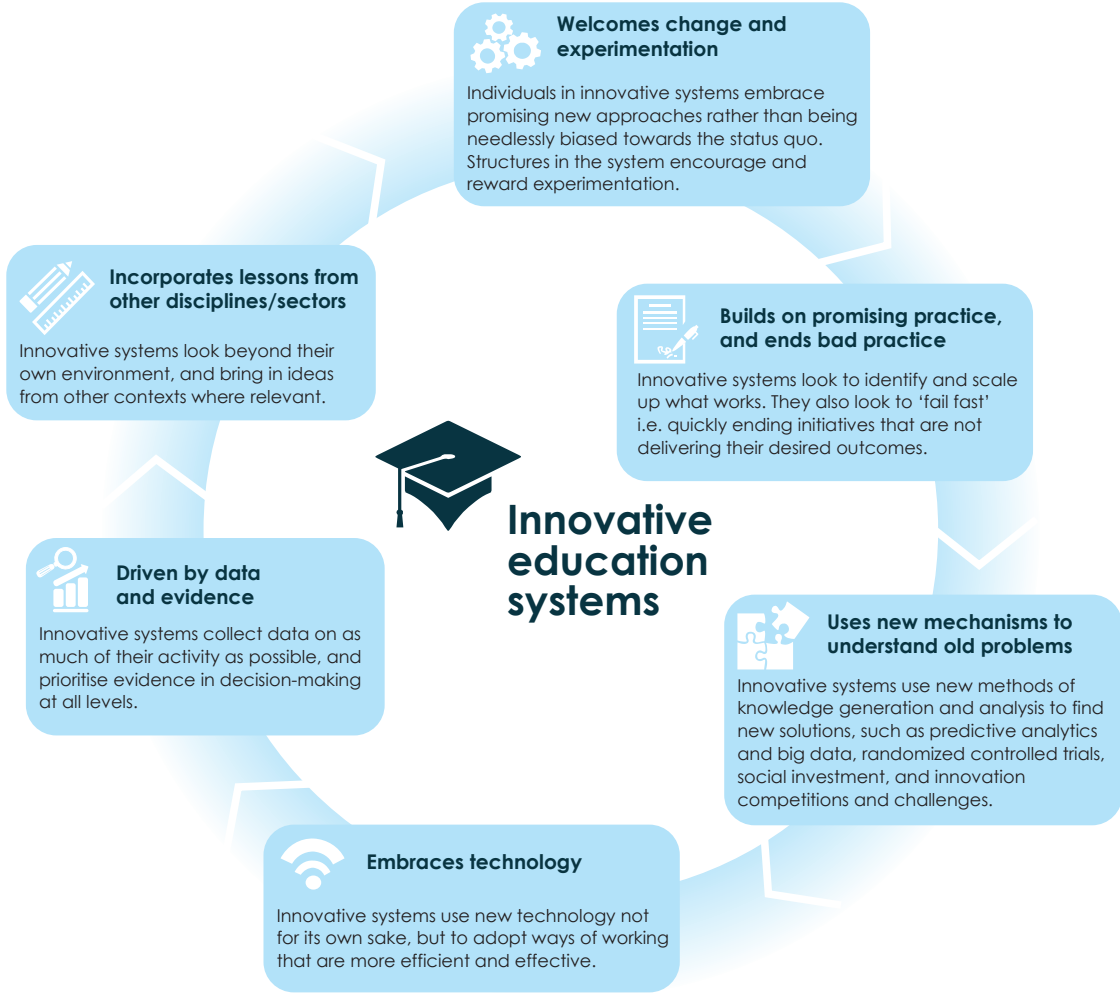 Welcomes change and
experimentation
Individuals in innovative systems embrace
promising new approaches rather than being
needlessly biased towards the status quo.
Structures in the system encourage and
reward experimentation.
Builds on promising practice,
and ends bad practice
Innovative systems look to identify and scale
up what works. They also look to ‘fail fast’
i.e. quickly ending initiatives that are not
delivering their desired outcomes.
Uses new mechanisms to
understand old problems
Innovative systems use new methods of
knowledge generation and analysis to find
new solutions, such as predictive analytics
and big data, randomized controlled trials,
social investment, and innovation
competitions and challenges.
Embraces technology
Innovative systems use new technology not
for its own sake, but to adopt ways of working
that are more efficient and effective.
Driven by data
and evidence
Innovative systems collect data on as
much of their activity as possible, and
prioritise evidence in decision-making
at all levels.
Incorporates lessons from
other disciplines/sectors
Innovative systems look beyond their
own environment, and bring in ideas
from other contexts where relevant.
Innovative
education
systems